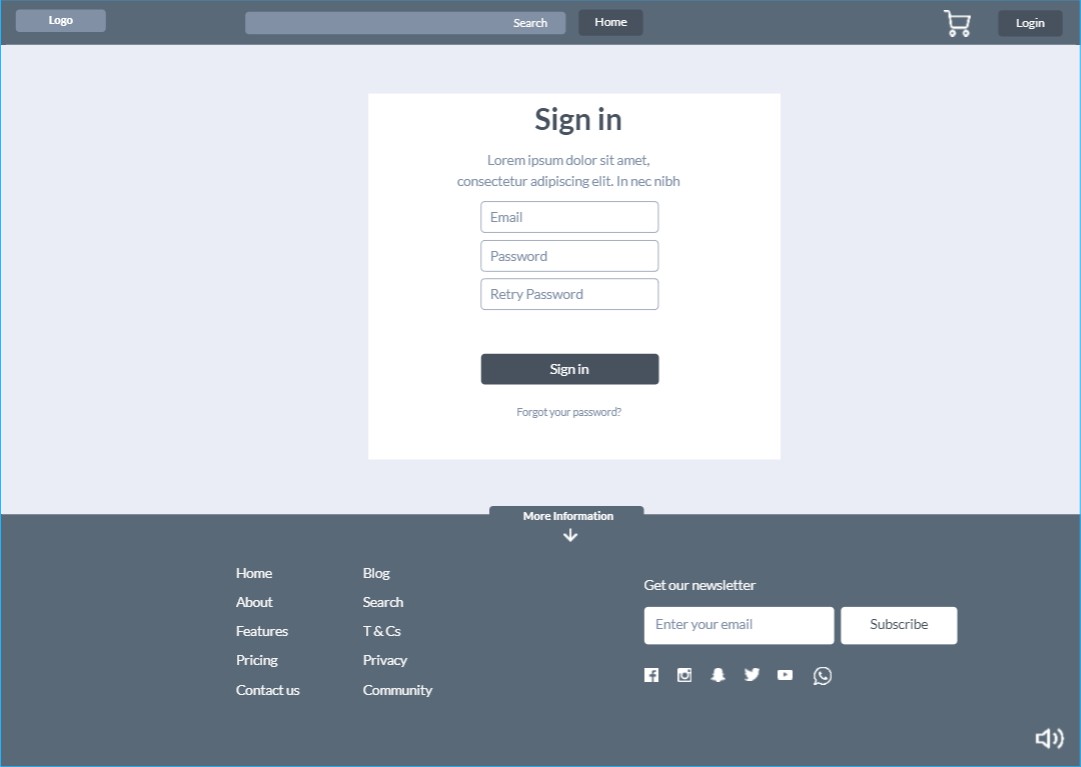 Logo
Search
Home
Login
Sign in
Lorem ipsum dolor sit amet,
consectetur adipiscing elit. In nec nibh
Email
Password
Retry Password
Sign in
Forgot your password?
More Information
Home
About
Features
Pricing
Contact us
Blog
Search
T & Cs
Privacy
Community
Get our newsletter
Enter your email
Subscribe